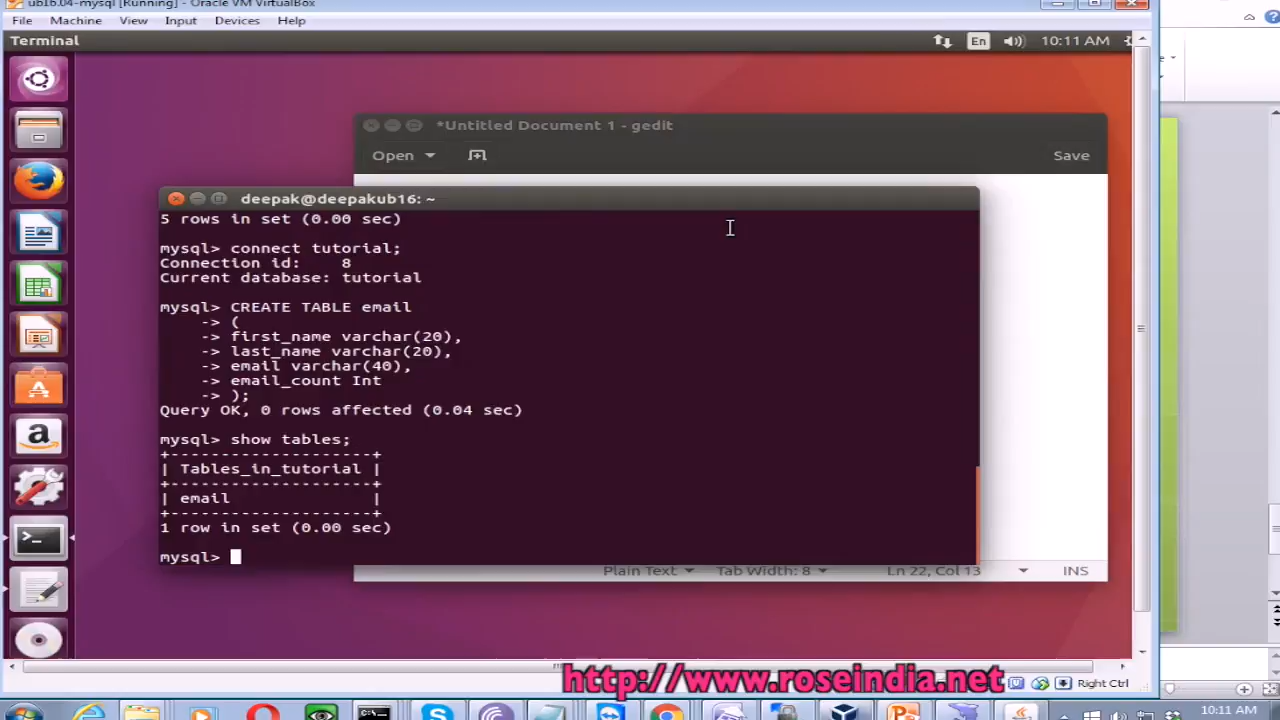 ub16.04-mysql [Running] - Oracle VM VirtualBox
File Machine View Input Devices Help
Terminal
En
10:11 AM
*Untitled Document 1 - gedit
Open
Save
deepak@deepakub16: ~
5 rows in set (0.00 sec)
mysql> connect tutorial;
Connection id:    8
Current database: tutorial
mysql> CREATE TABLE email
    -> (
    -> first_name varchar(20),
    -> last_name varchar(20),
    -> email varchar(40),
    -> email_count Int
    -> );
Query OK, 0 rows affected (0.04 sec)
mysql> show tables;
+--------------------+
| Tables_in_tutorial |
+--------------------+
| email              |
+--------------------+
1 row in set (0.00 sec)
mysql>
Plain Text Tab Width: 8 Ln 22, Col 13 INS
http://www.roseindia.net
Right Ctrl
10:11 AM